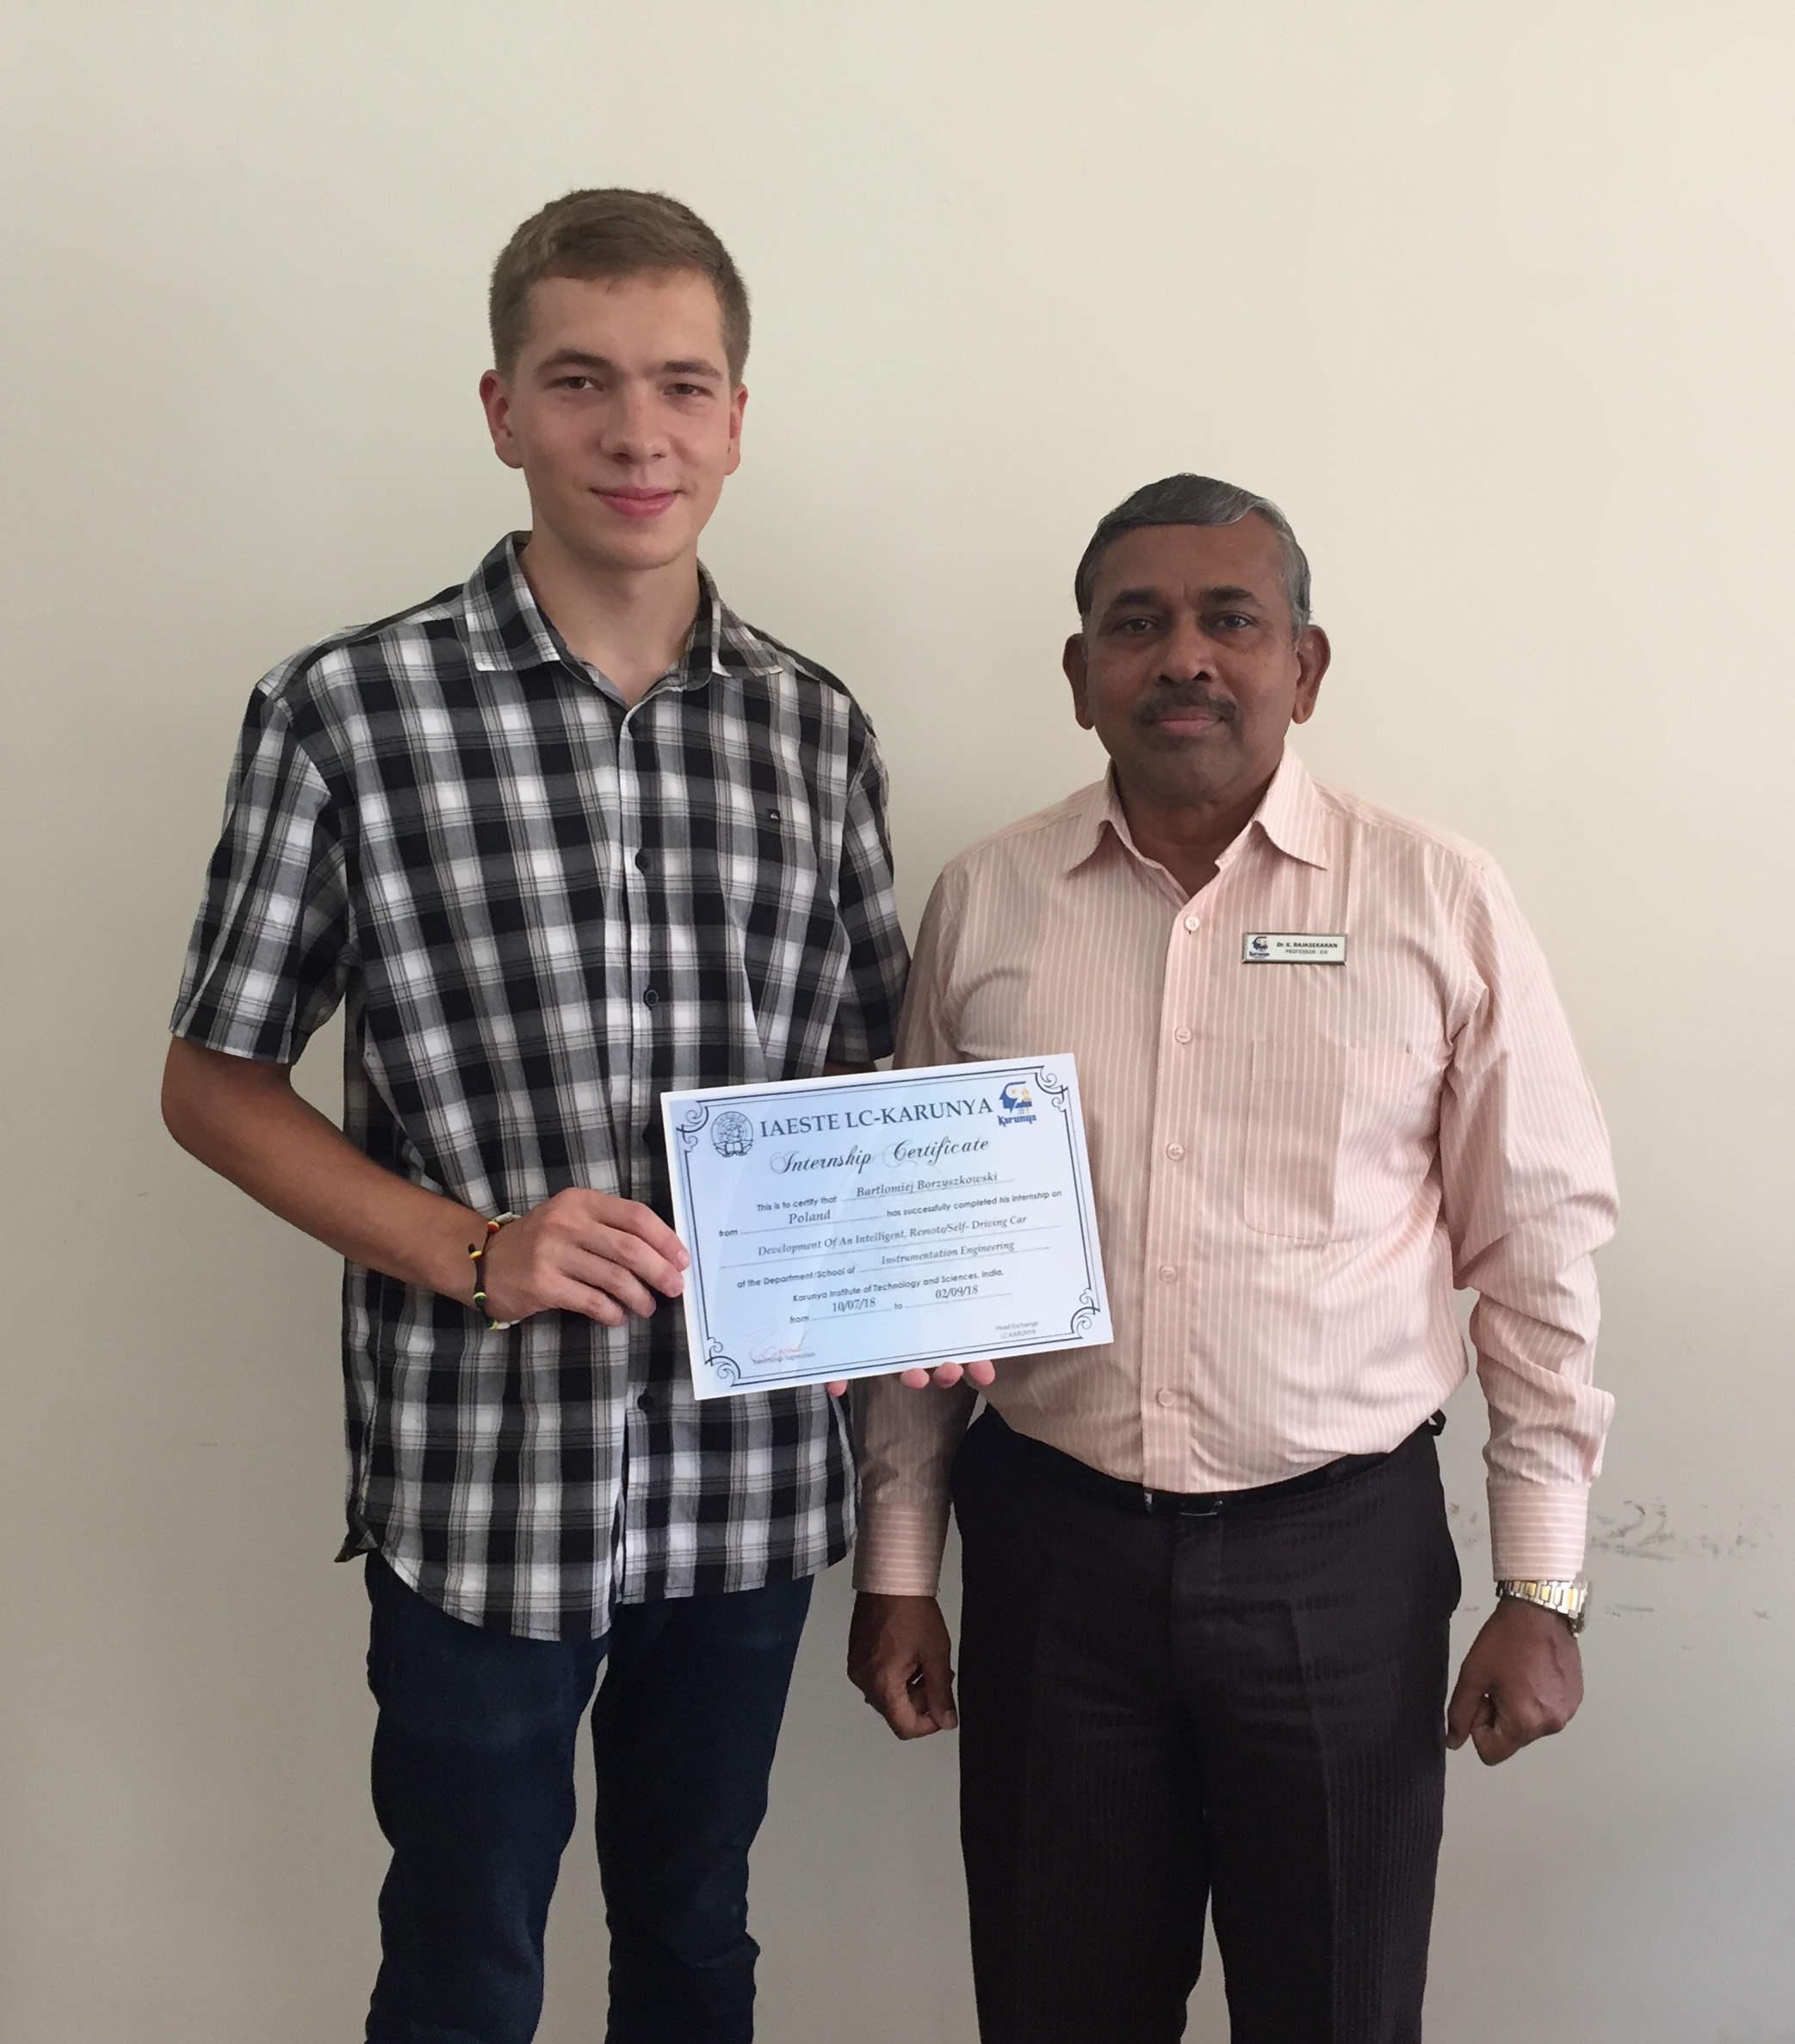 Dr. K. RAJASEKARAN
PROFESSOR - EIE
Karunya
IAESTE LC-KARUNYA
Karunya
Internship Certificate
This is to certify that Bartlomiej Borzyszkowski
from Poland has successfully completed his internship on
Development Of An Intelligent, Remote/Self- Driving Car
at the Department/School of Instrumentation Engineering
Karunya Institute of Technology and Sciences, India.
from 10/07/18 to 02/09/18
Internship Supervisor
Head Exchange
LC-KARUNYA